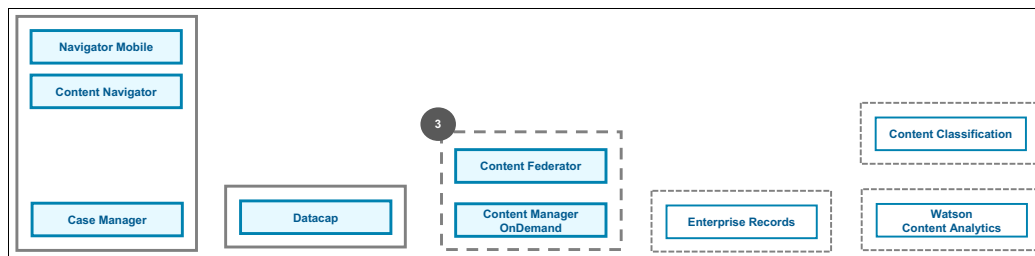 Navigator Mobile
Content Navigator
Case Manager
Datacap
3
Content Federator
Content Manager
OnDemand
Enterprise Records
Content Classification
Watson
Content Analytics